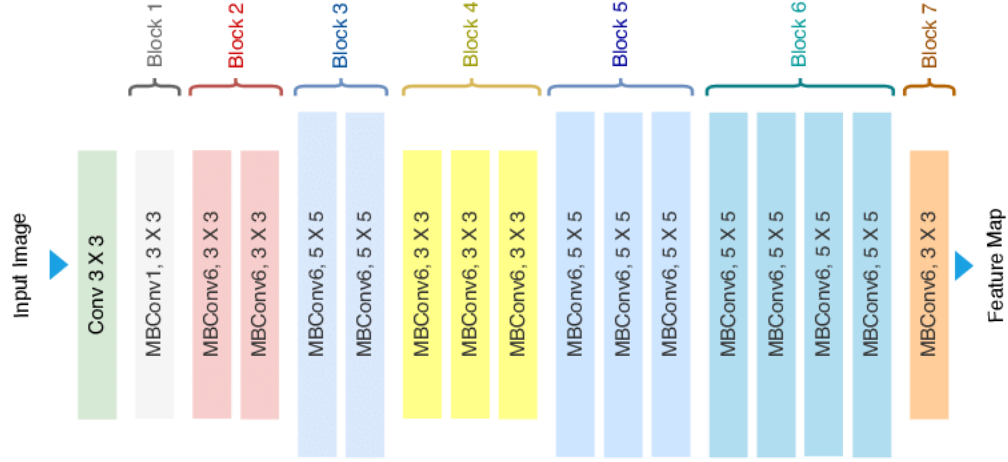 Input Image
Conv 3 X 3
Block 1
MBConv1, 3 X 3
Block 2
MBConv6, 3 X 3
MBConv6, 3 X 3
Block 3
MBConv6, 5 X 5
MBConv6, 5 X 5
Block 4
MBConv6, 3 X 3
MBConv6, 3 X 3
MBConv6, 3 X 3
Block 5
MBConv6, 5 X 5
MBConv6, 5 X 5
MBConv6, 5 X 5
Block 6
MBConv6, 5 X 5
MBConv6, 5 X 5
MBConv6, 5 X 5
MBConv6, 5 X 5
Block 7
MBConv6, 3 X 3
Feature Map